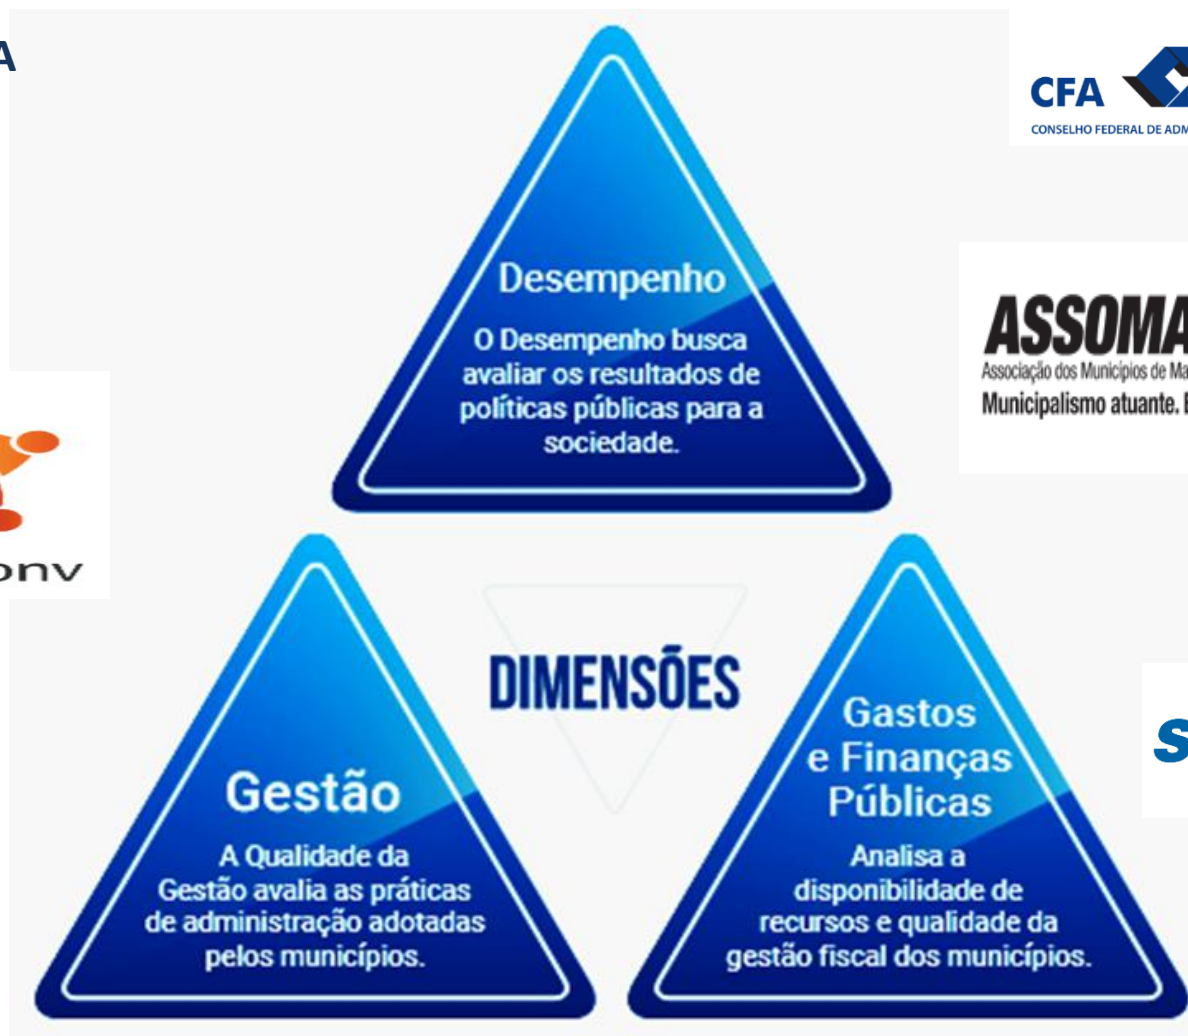 A
CFA
CONSELHO FEDERAL DE ADM
ASSOMA
Associação dos Municípios de Ma
Municipalismo atuante.
Desempenho
O Desempenho busca
avaliar os resultados de
políticas públicas para a
sociedade.
onv
DIMENSÕES
Gestão
A Qualidade da
Gestão avalia as práticas
de administração adotadas
pelos municípios.
Gastos
e Finanças
Públicas
Analisa a
disponibilidade de
recursos e qualidade da
gestão fiscal dos municípios.
S